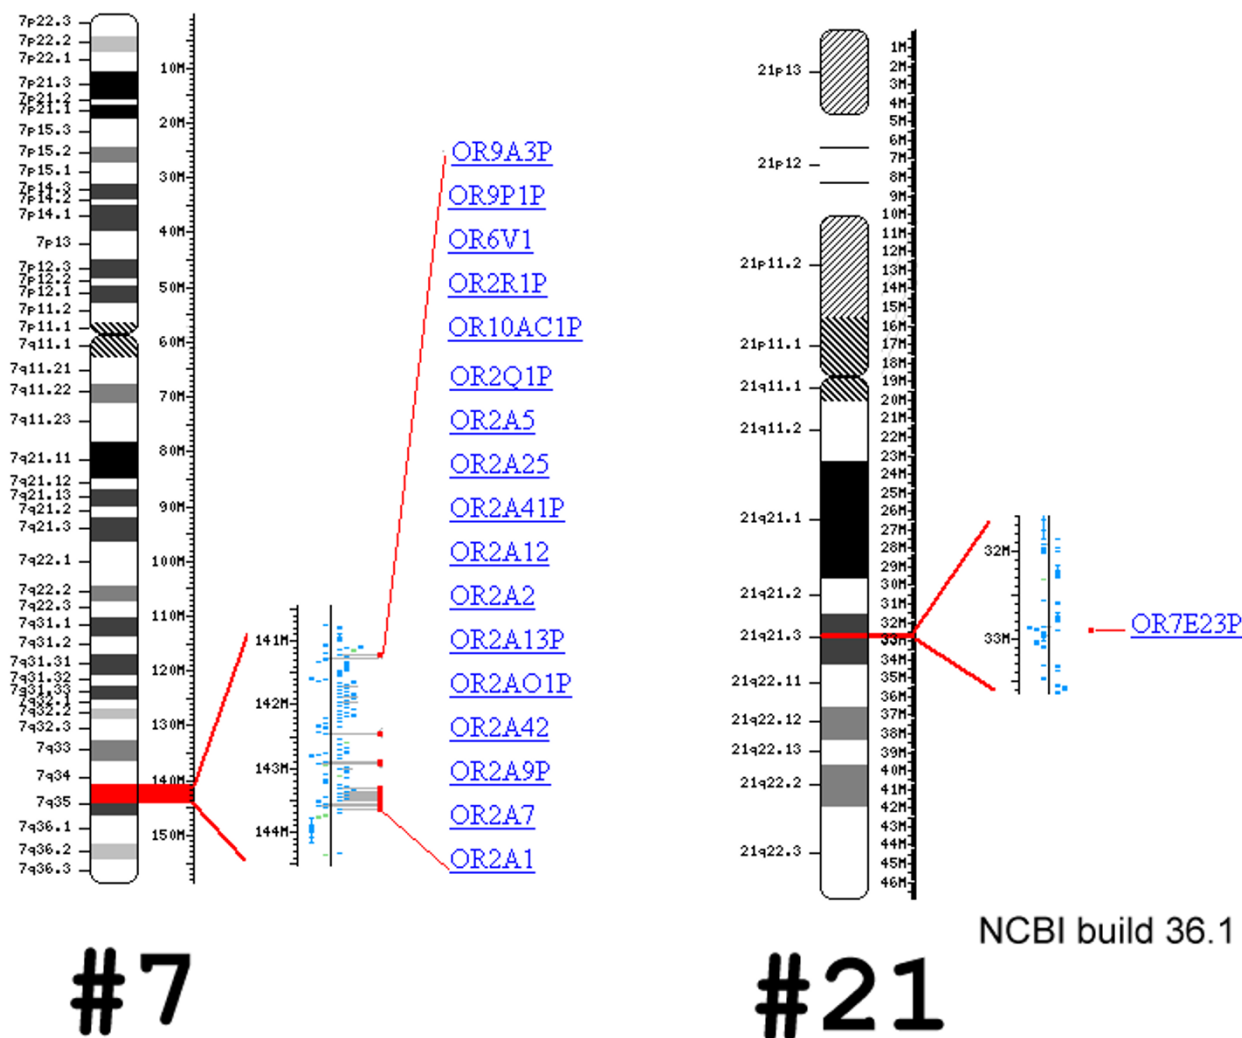 7p22.3
7p22.2
7p22.1
7p21.3
7p21.2
7p21.1
7p15.3
7p15.2
7p15.1
7p14.3
7p14.2
7p14.1
7p13
7p12.3
7p12.2
7p12.1
7p11.2
7p11.1
7q11.1
7q11.21
7q11.22
7q11.23
7q21.11
7q21.12
7q21.13
7q21.2
7q21.3
7q22.1
7q22.2
7q22.3
7q31.1
7q31.2
7q31.31
7q31.32
7q31.33
7q32.1
7q32.2
7q32.3
7q33
7q34
7q35
7q36.1
7q36.2
7q36.3
10M
20M
30M
40M
50M
60M
70M
80M
90M
100M
110M
120M
130M
140M
150M
141M
142M
143M
144M
OR9A3P
OR9P1P
OR6V1
OR2R1P
OR10AC1P
OR2Q1P
OR2A5
OR2A25
OR2A41P
OR2A12
OR2A2
OR2A13P
OR2AO1P
OR2A42
OR2A9P
OR2A7
OR2A1
#7
21p13
21p12
21p11.2
21p11.1
21q11.1
21q11.2
21q21.1
21q21.2
21q21.3
21q22.11
21q22.12
21q22.13
21q22.2
21q22.3
1M
2M
3M
4M
5M
6M
7M
8M
9M
10M
11M
12M
13M
14M
15M
16M
17M
18M
19M
20M
21M
22M
23M
24M
25M
26M
27M
28M
29M
30M
31M
32M
33M
34M
35M
36M
37M
38M
39M
40M
41M
42M
43M
44M
45M
46M
32M
33M
OR7E23P
NCBI build 36.1
#21